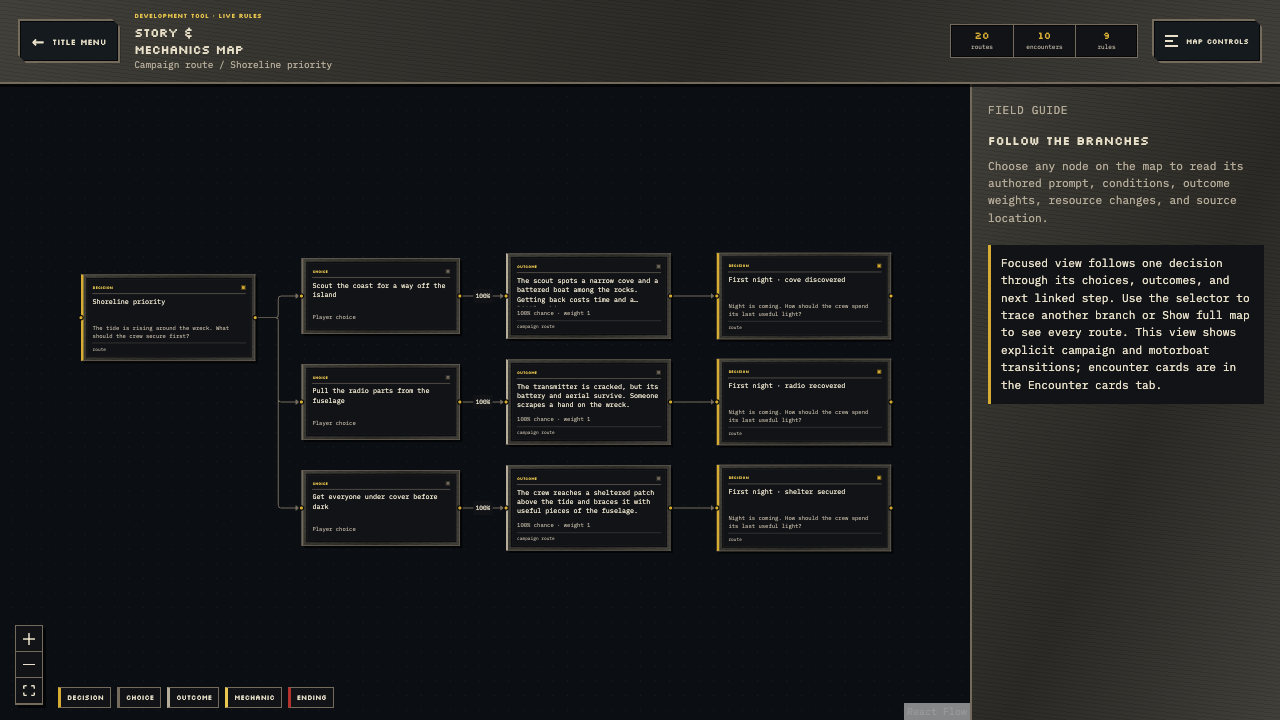 TITLE MENU
DEVELOPMENT TOOL · LIVE RULES
STORY &
MECHANICS MAP
Campaign route / Shoreline priority
20
routes
10
encounters
9
rules
MAP CONTROLS
DECISION
Shoreline priority
The tide is rising around the wreck. What
should the crew secure first?
route
CHOICE
Scout the coast for a way off the
island
Player choice
100%
OUTCOME
The scout spots a narrow cove and a
battered boat among the rocks.
Getting back costs time and a…
100% chance · weight 1
campaign route
DECISION
First night · cove discovered
Night is coming. How should the crew spend
its last useful light?
route
CHOICE
Pull the radio parts from the
fuselage
Player choice
100%
OUTCOME
The transmitter is cracked, but its
battery and aerial survive. Someone
scrapes a hand on the wreck.
100% chance · weight 1
campaign route
DECISION
First night · radio recovered
Night is coming. How should the crew spend
its last useful light?
route
CHOICE
Get everyone under cover before
dark
Player choice
100%
OUTCOME
The crew reaches a sheltered patch
above the tide and braces it with
useful pieces of the fuselage.
100% chance · weight 1
campaign route
DECISION
First night · shelter secured
Night is coming. How should the crew spend
its last useful light?
route
DECISION
CHOICE
OUTCOME
MECHANIC
ENDING
React Flow
FIELD GUIDE
FOLLOW THE BRANCHES
Choose any node on the map to read its
authored prompt, conditions, outcome
weights, resource changes, and source
location.
Focused view follows one decision
through its choices, outcomes, and
next linked step. Use the selector to
trace another branch or Show full map
to see every route. This view shows
explicit campaign and motorboat
transitions; encounter cards are in
the Encounter cards tab.